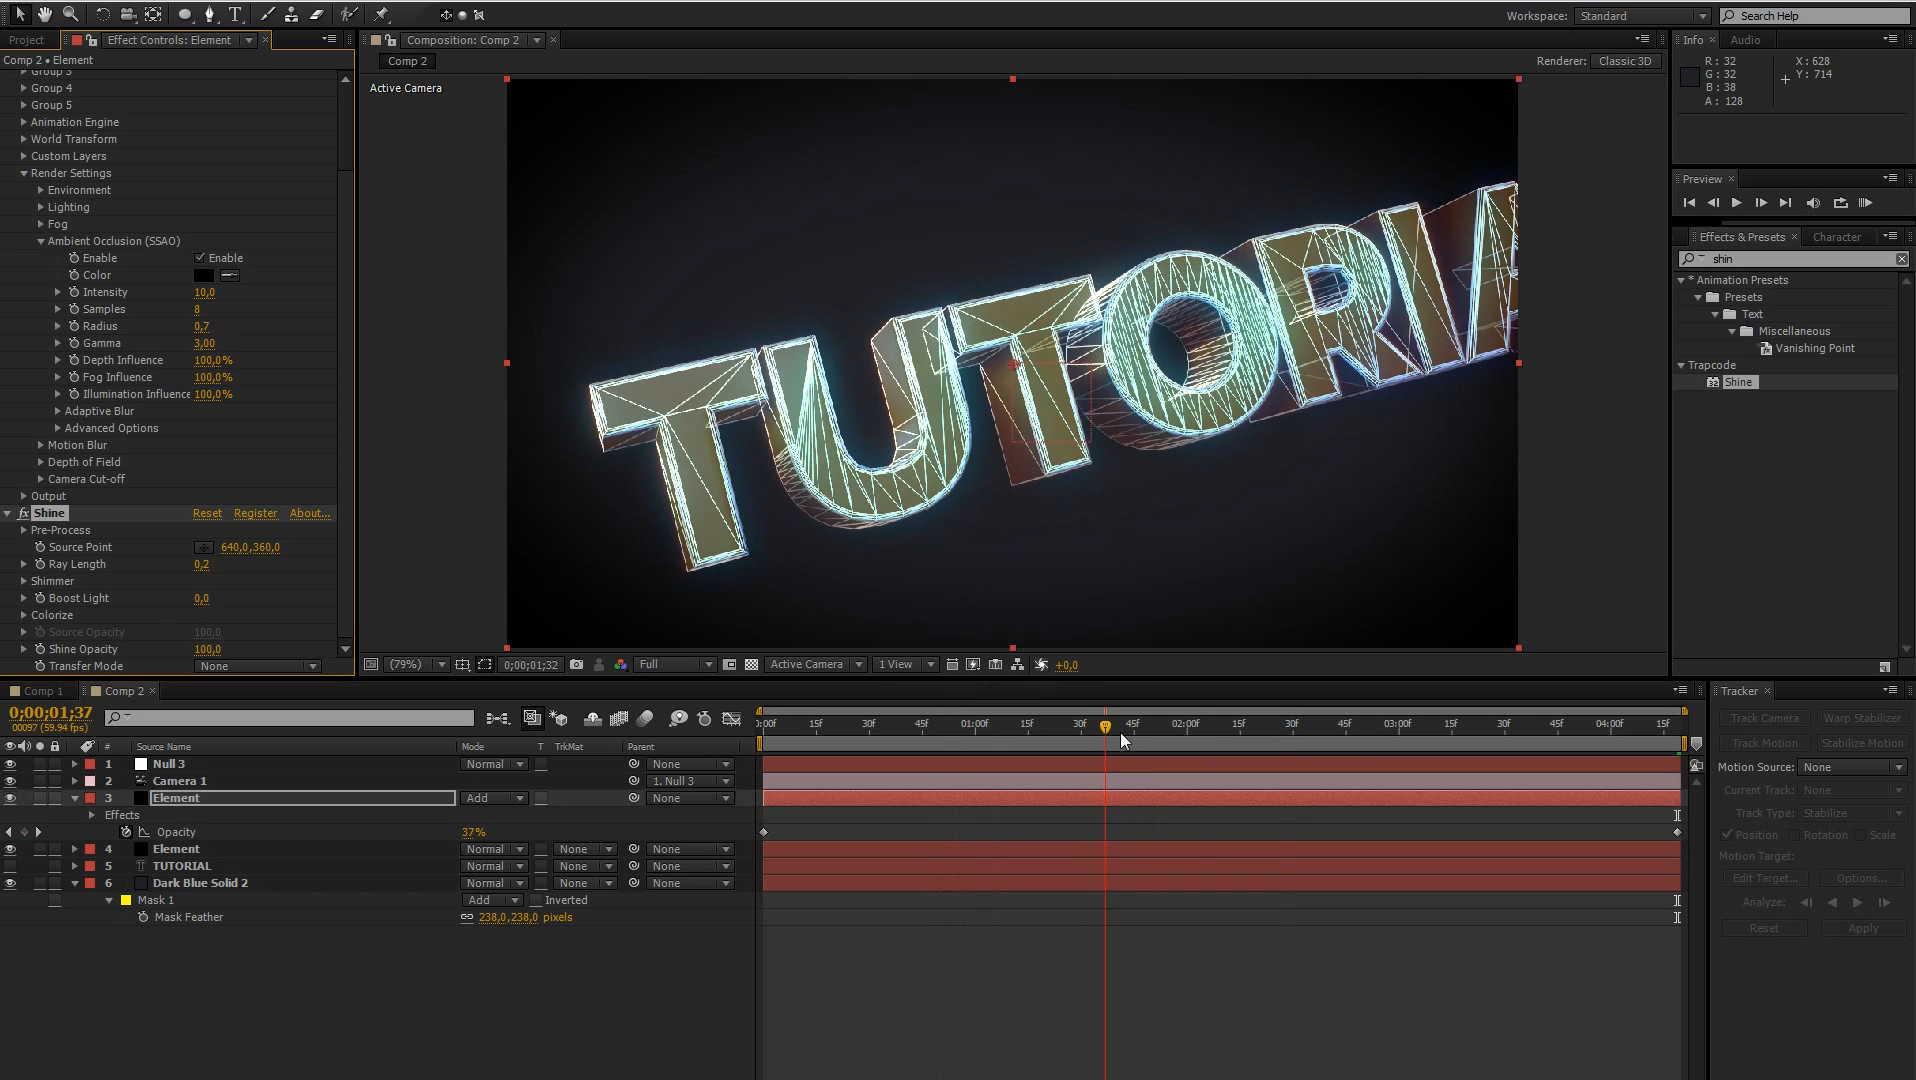 Workspace: Standard Search Help
Project Effect Controls: Element Composition: Comp 2 Info Audio
Comp 2 • Element Comp 2 Renderer: Classic 3D
R : 32 X : 628
G : 32 Y : 714
B : 38
A : 128
Active Camera
Group 3
Group 4
Group 5
Animation Engine
World Transform
Custom Layers
Render Settings
Environment
Lighting
Fog
Ambient Occlusion (SSAO)
Enable Enable
Color
Intensity 10,0
Samples 8
Radius 0,7
Gamma 3,00
Depth Influence 100,0%
Fog Influence 100,0%
Illumination Influence 100,0%
Adaptive Blur
Advanced Options
Motion Blur
Depth of Field
Camera Cut-off
Output
fx Shine Reset Register About...
Pre-Process
Source Point 640,0,360,0
Ray Length 0,2
Shimmer
Boost Light 0,0
Colorize
Source Opacity 100,0
Shine Opacity 100,0
Transfer Mode None
TUTORIA
(79%) 0;00;01;32 Full Active Camera 1 View +0,0
Preview
Effects & Presets Character
shin
* Animation Presets
Presets
Text
Miscellaneous
Vanishing Point
Trapcode
32 Shine
Comp 1 Comp 2
0;00;01;37
00097 (59.94 fps)
0:00f 15f 30f 45f 01:00f 15f 30f 45f 02:00f 15f 30f 45f 03:00f 15f 30f 45f 04:00f 15f
# Source Name Mode T TrkMat Parent
1 Null 3 Normal None
2 Camera 1 1. Null 3
3 Element Add None
Effects
Opacity 37%
4 Element Normal None None
5 T TUTORIAL Normal None None
6 Dark Blue Solid 2 Normal None None
Mask 1 Add Inverted
Mask Feather 238,0,238,0 pixels
Tracker
Track Camera Warp Stabilizer
Track Motion Stabilize Motion
Motion Source: None
Current Track: None
Track Type: Stabilize
Position Rotation Scale
Motion Target:
Edit Target... Options...
Analyze:
Reset Apply